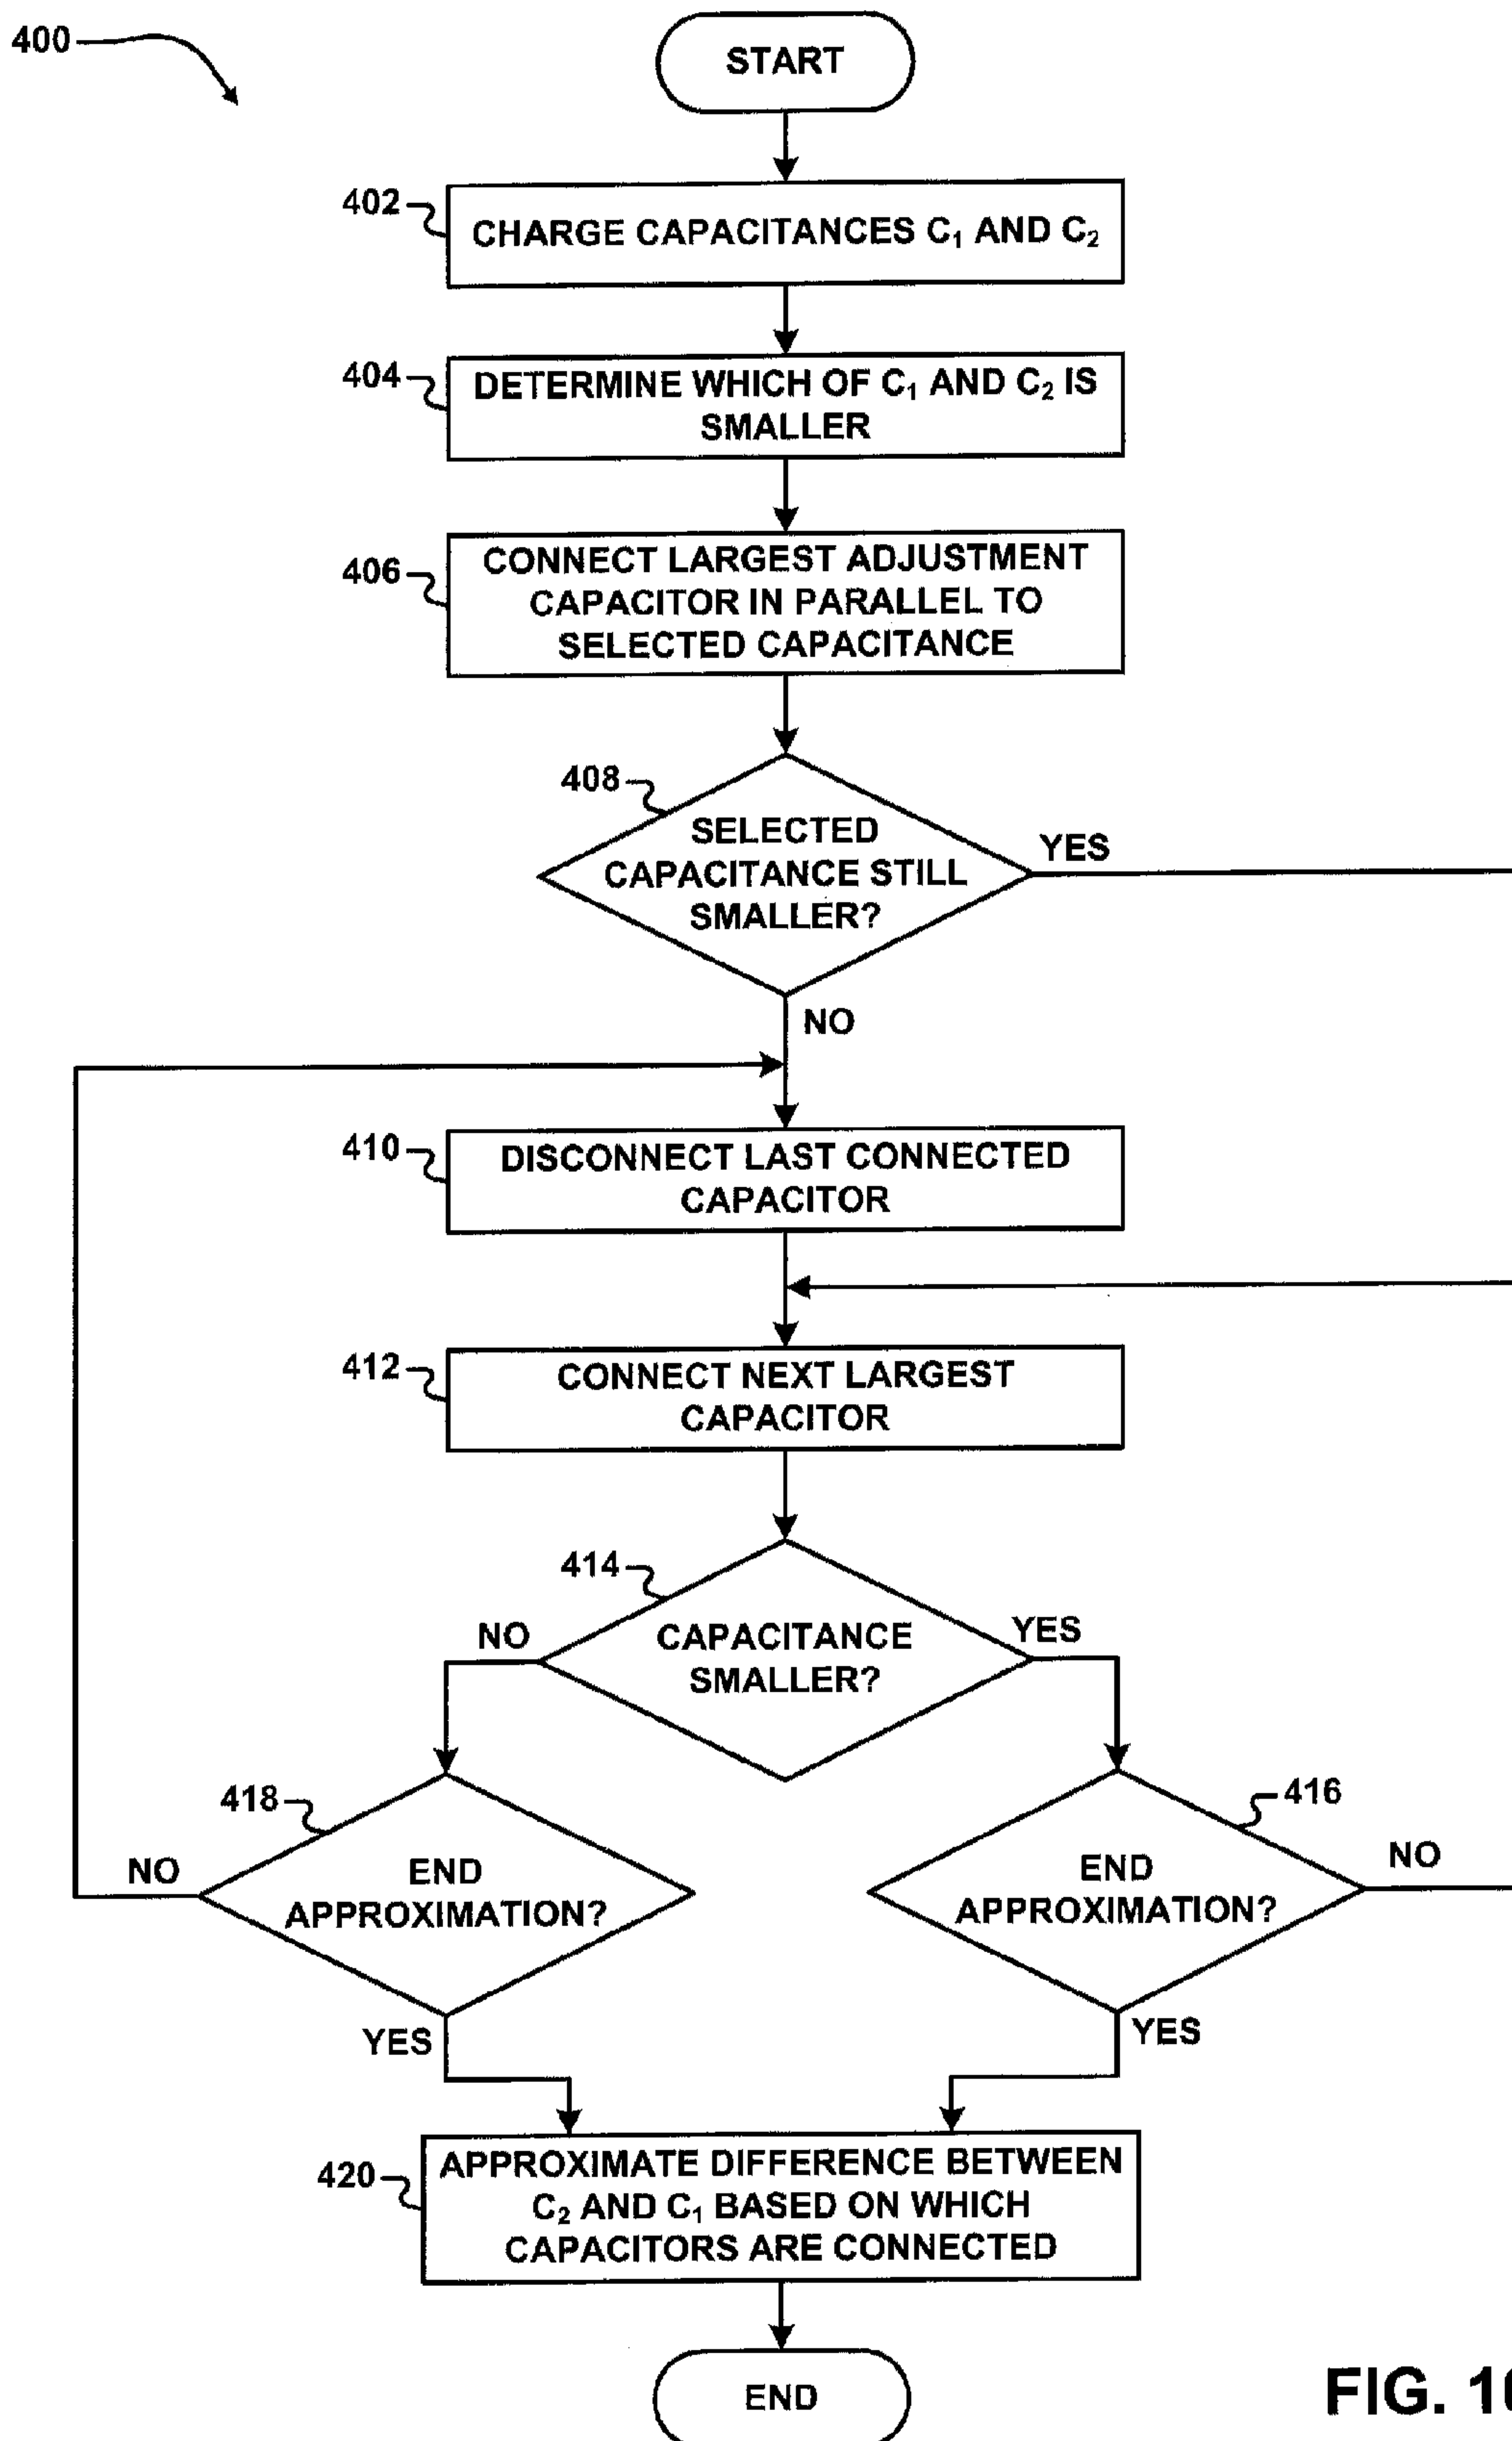 400
START
402
CHARGE CAPACITANCES C₁ AND C₂
404
DETERMINE WHICH OF C₁ AND C₂ IS
SMALLER
406
CONNECT LARGEST ADJUSTMENT
CAPACITOR IN PARALLEL TO
SELECTED CAPACITANCE
408
SELECTED
CAPACITANCE STILL
SMALLER?
YES
NO
410
DISCONNECT LAST CONNECTED
CAPACITOR
412
CONNECT NEXT LARGEST
CAPACITOR
414
CAPACITANCE
SMALLER?
NO
YES
418
END
APPROXIMATION?
NO
YES
416
END
APPROXIMATION?
NO
YES
420
APPROXIMATE DIFFERENCE BETWEEN
C₂ AND C₁ BASED ON WHICH
CAPACITORS ARE CONNECTED
END
FIG. 10